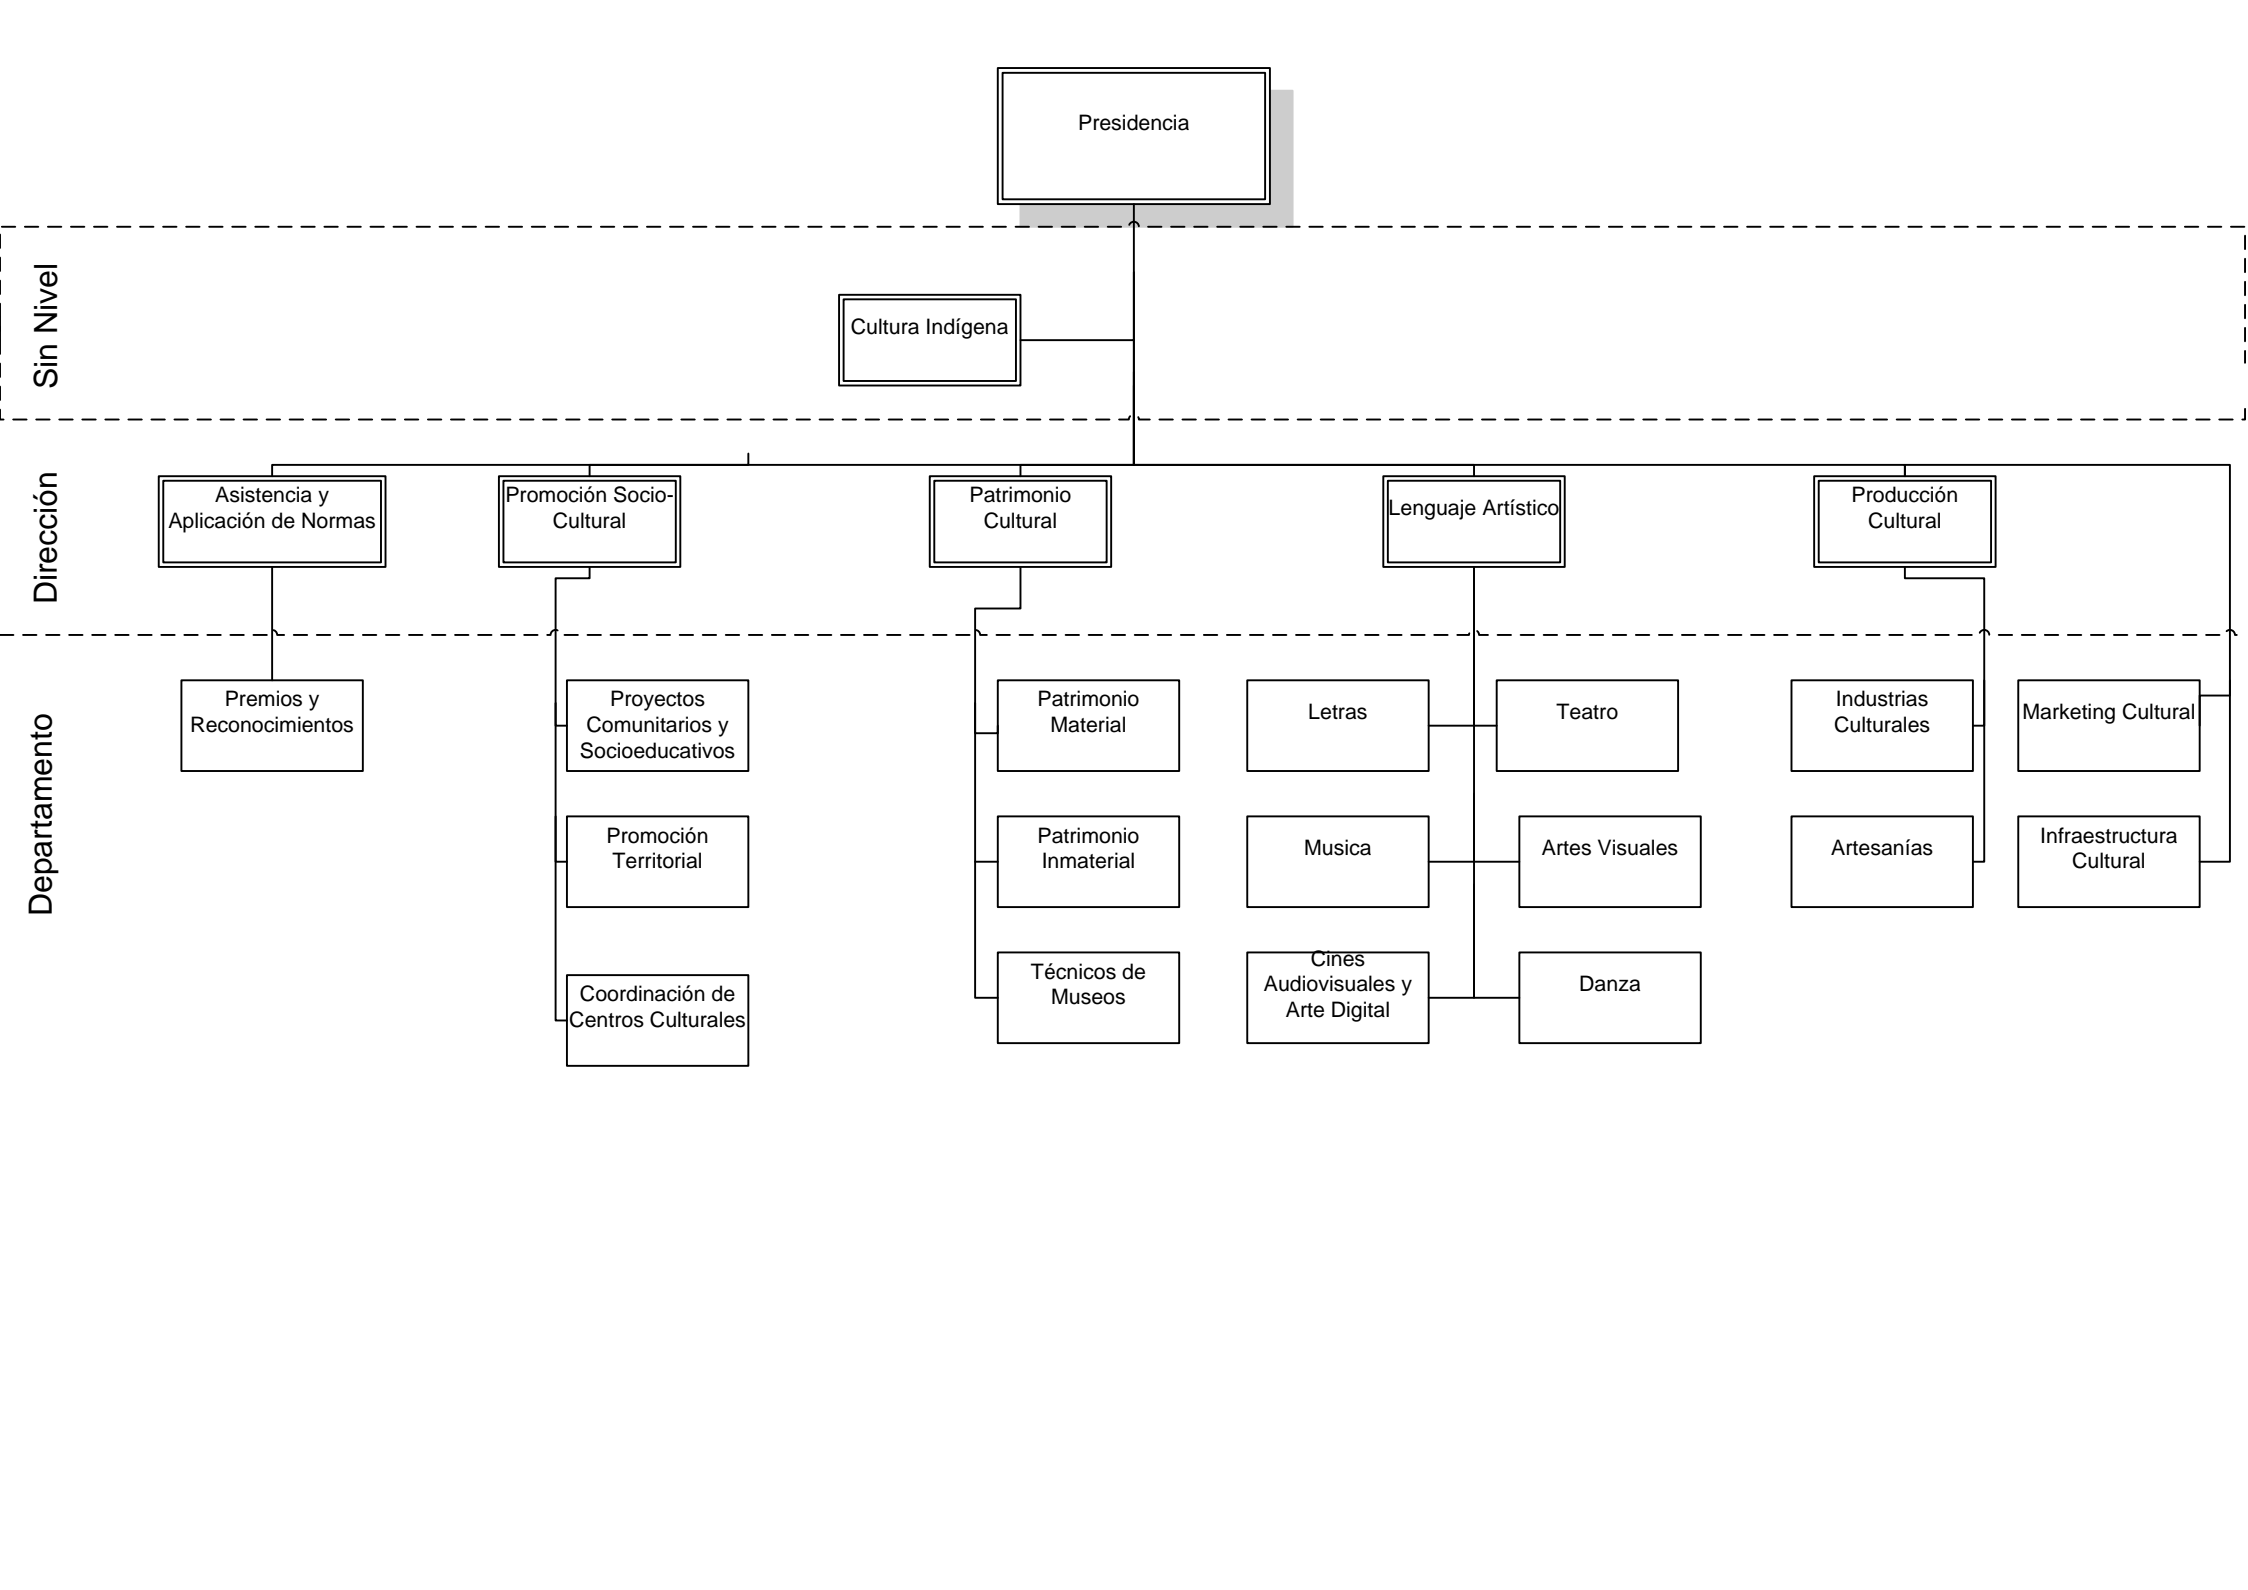 Presidencia
Sin Nivel
Cultura Indígena
Dirección
Asistencia y
Aplicación de Normas
Promoción Socio-
Cultural
Patrimonio
Cultural
Lenguaje Artístico
Producción
Cultural
Departamento
Premios y
Reconocimientos
Proyectos
Comunitarios y
Socioeducativos
Patrimonio
Material
Letras
Teatro
Industrias
Culturales
Marketing Cultural
Promoción
Territorial
Patrimonio
Inmaterial
Musica
Artes Visuales
Artesanías
Infraestructura
Cultural
Coordinación de
Centros Culturales
Técnicos de
Museos
Cines
Audiovisuales y
Arte Digital
Danza